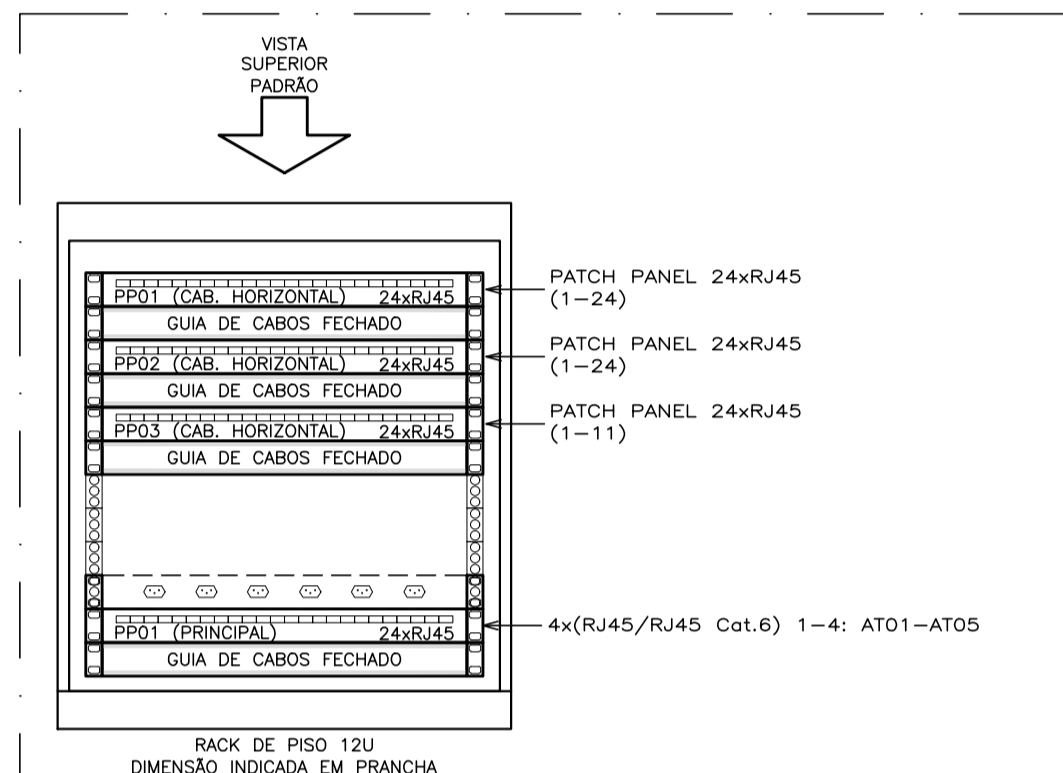 VISTA
SUPERIOR
PADRÃO
PP01 (CAB. HORIZONTAL) 24xRJ45
PATCH PANEL 24xRJ45
(1-24)
GUIA DE CABOS FECHADO
PP02 (CAB. HORIZONTAL) 24xRJ45
PATCH PANEL 24xRJ45
(1-24)
GUIA DE CABOS FECHADO
PP03 (CAB. HORIZONTAL) 24xRJ45
PATCH PANEL 24xRJ45
(1-11)
GUIA DE CABOS FECHADO
PP01 (PRINCIPAL) 24xRJ45
4x(RJ45/RJ45 Cat.6) 1-4: AT01-AT05
GUIA DE CABOS FECHADO
RACK DE PISO 12U
DIMENSÃO INDICADA EM PRANCHA